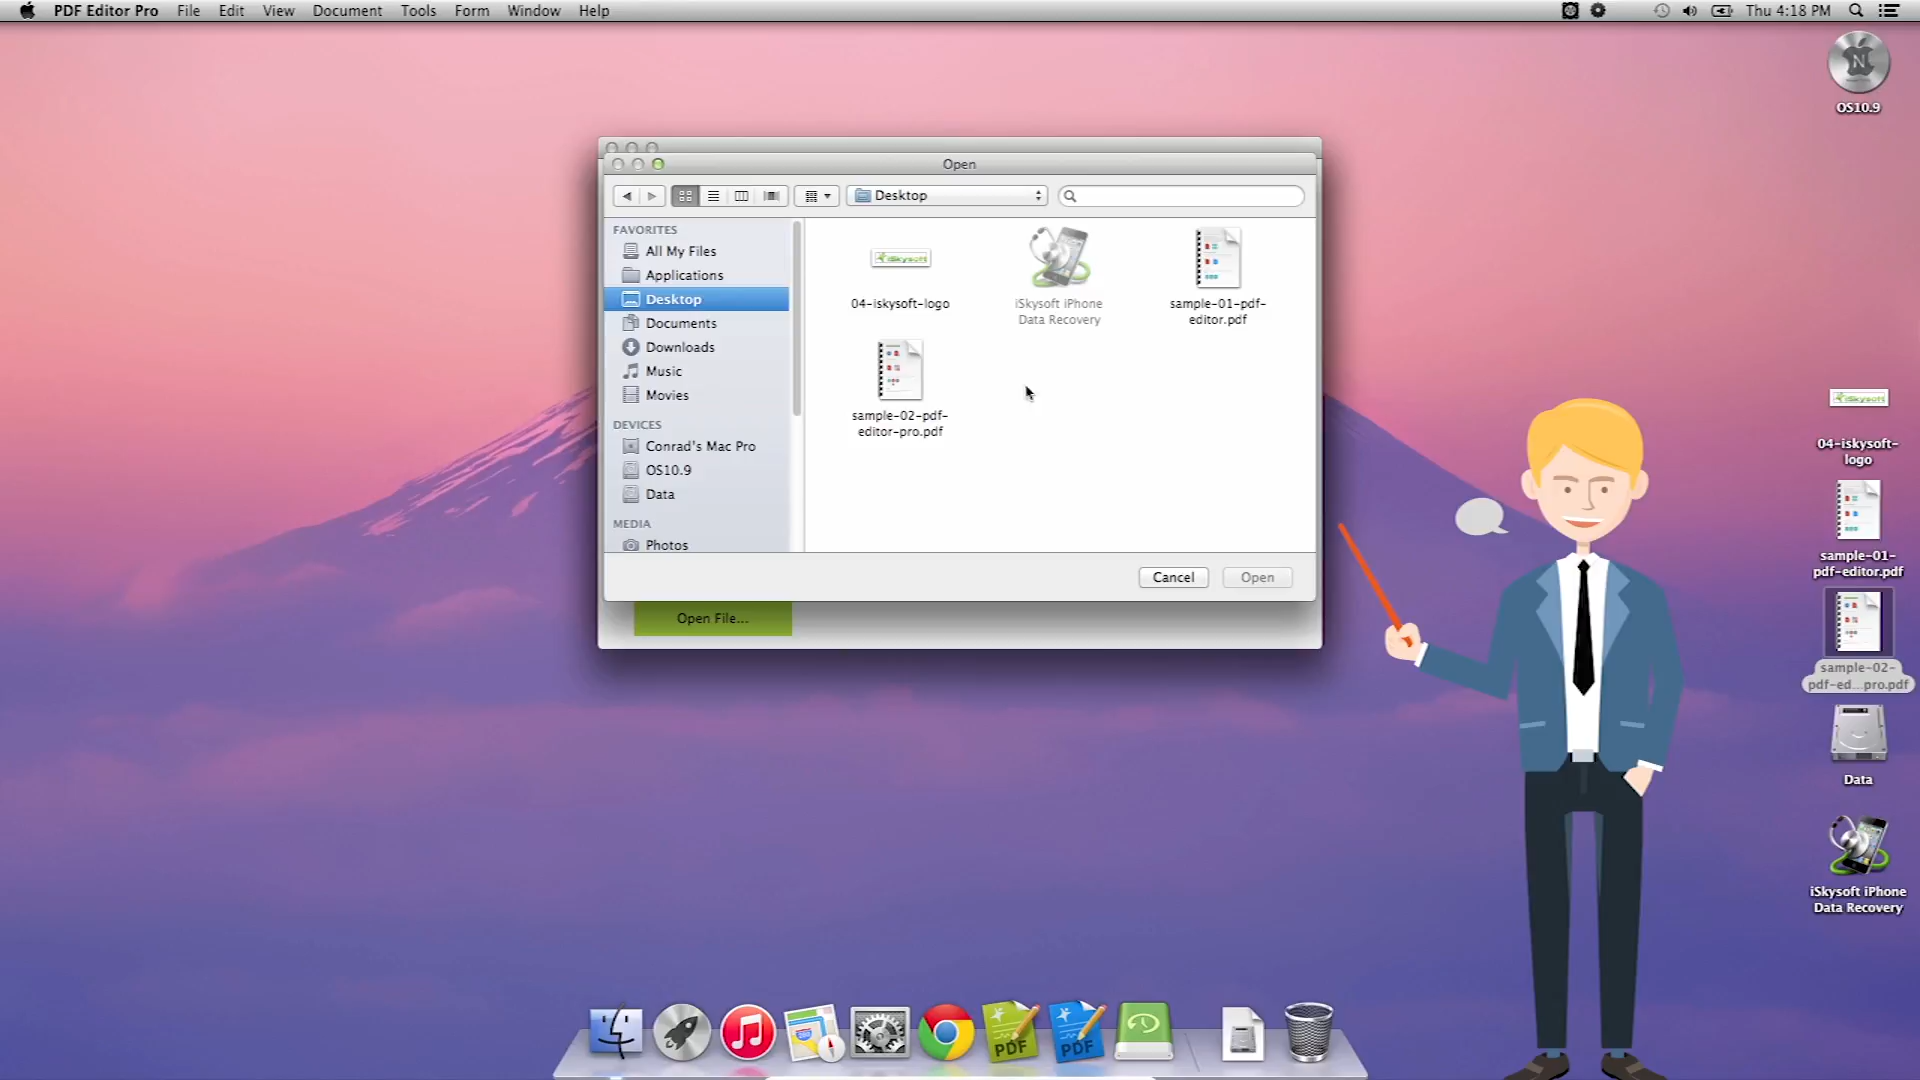 PDF Editor Pro File Edit View Document Tools Form Window Help
Thu 4:18 PM
OS10.9
Open
Desktop
FAVORITES
All My Files
Applications
Desktop
Documents
Downloads
Music
Movies
DEVICES
Conrad's Mac Pro
OS10.9
Data
MEDIA
Photos
iSkysoft
04-iskysoft-logo
iSkysoft iPhone
Data Recovery
sample-01-pdf-
editor.pdf
sample-02-pdf-
editor-pro.pdf
Cancel
Open
Open File...
iSkysoft
04-iskysoft-
logo
sample-01-
pdf-editor.pdf
sample-02-
pdf-ed...pro.pdf
Data
iSkysoft iPhone
Data Recovery
PDF
PDF